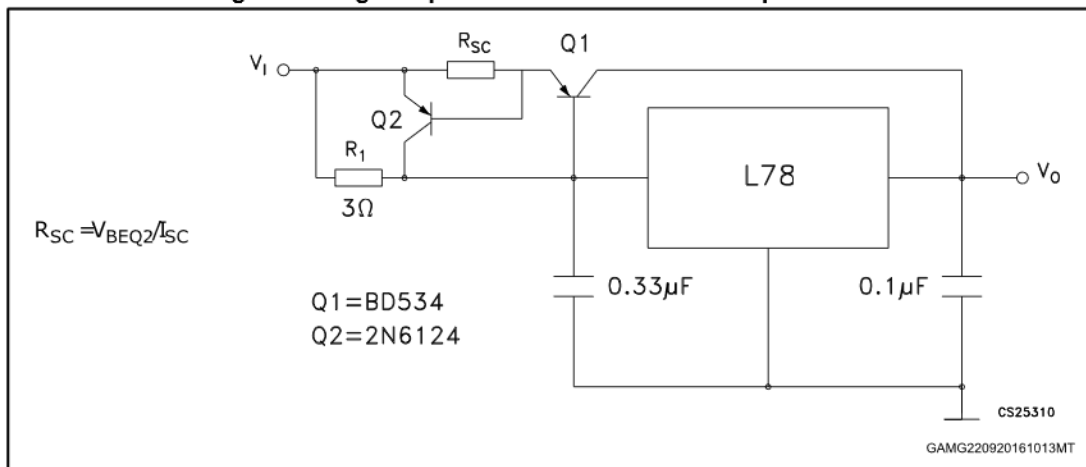 R_SC
Q1
V_I
Q2
R_1
3Ω
L78
V_O
R_SC =V_BEQ2/I_SC
0.33µF
0.1µF
Q1=BD534
Q2=2N6124
CS25310
GAMG220920161013MT